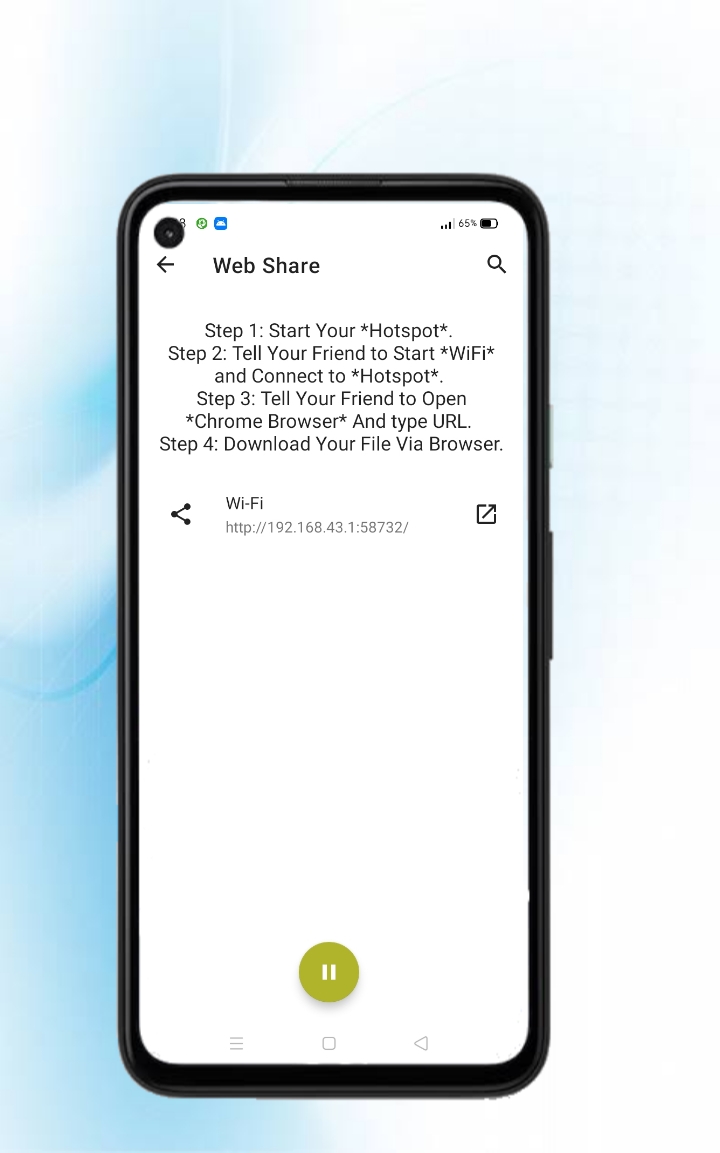 65%
Web Share
Step 1: Start Your *Hotspot*.
Step 2: Tell Your Friend to Start *WiFi*
and Connect to *Hotspot*.
Step 3: Tell Your Friend to Open
*Chrome Browser* And type URL.
Step 4: Download Your File Via Browser.
Wi-Fi
http://192.168.43.1:58732/